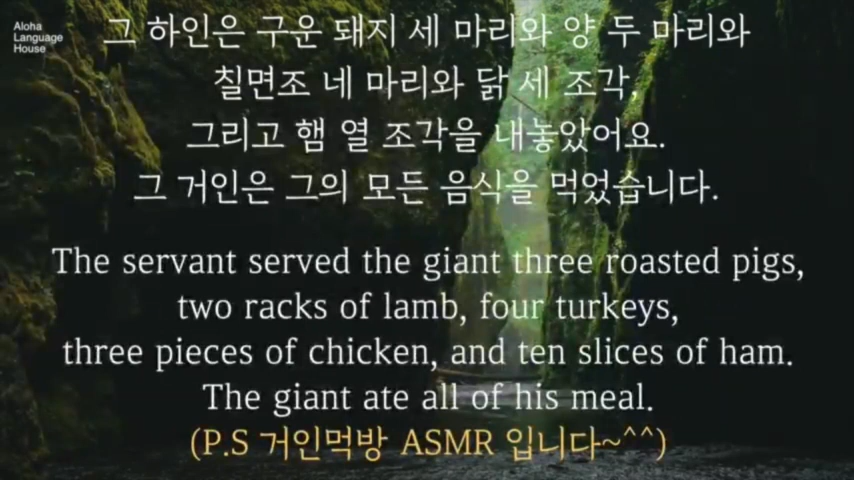 Aloha
Language
House
그 하인은 구운 돼지 세 마리와 양 두 마리와
칠면조 네 마리와 닭 세 조각,
그리고 햄 열 조각을 내놓았어요.
그 거인은 그의 모든 음식을 먹었습니다.
The servant served the giant three roasted pigs,
two racks of lamb, four turkeys,
three pieces of chicken, and ten slices of ham.
The giant ate all of his meal.
(P.S 거인먹방 ASMR 입니다~^^)